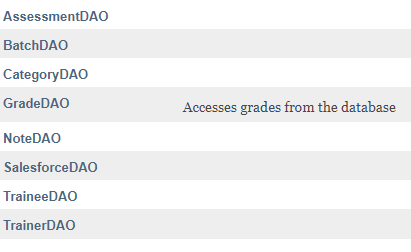 AssessmentDAO
BatchDAO
CategoryDAO
GradeDAO Accesses grades from the database
NoteDAO
SalesforceDAO
TraineeDAO
TrainerDAO